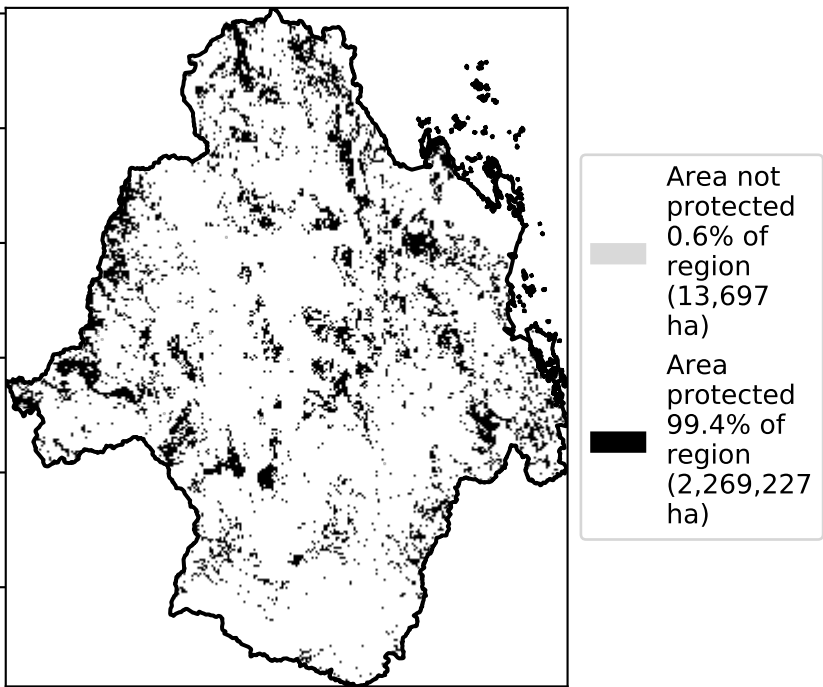 Area not
protected
0.6% of
region
(13,697
ha)
Area
protected
99.4% of
region
(2,269,227
ha)